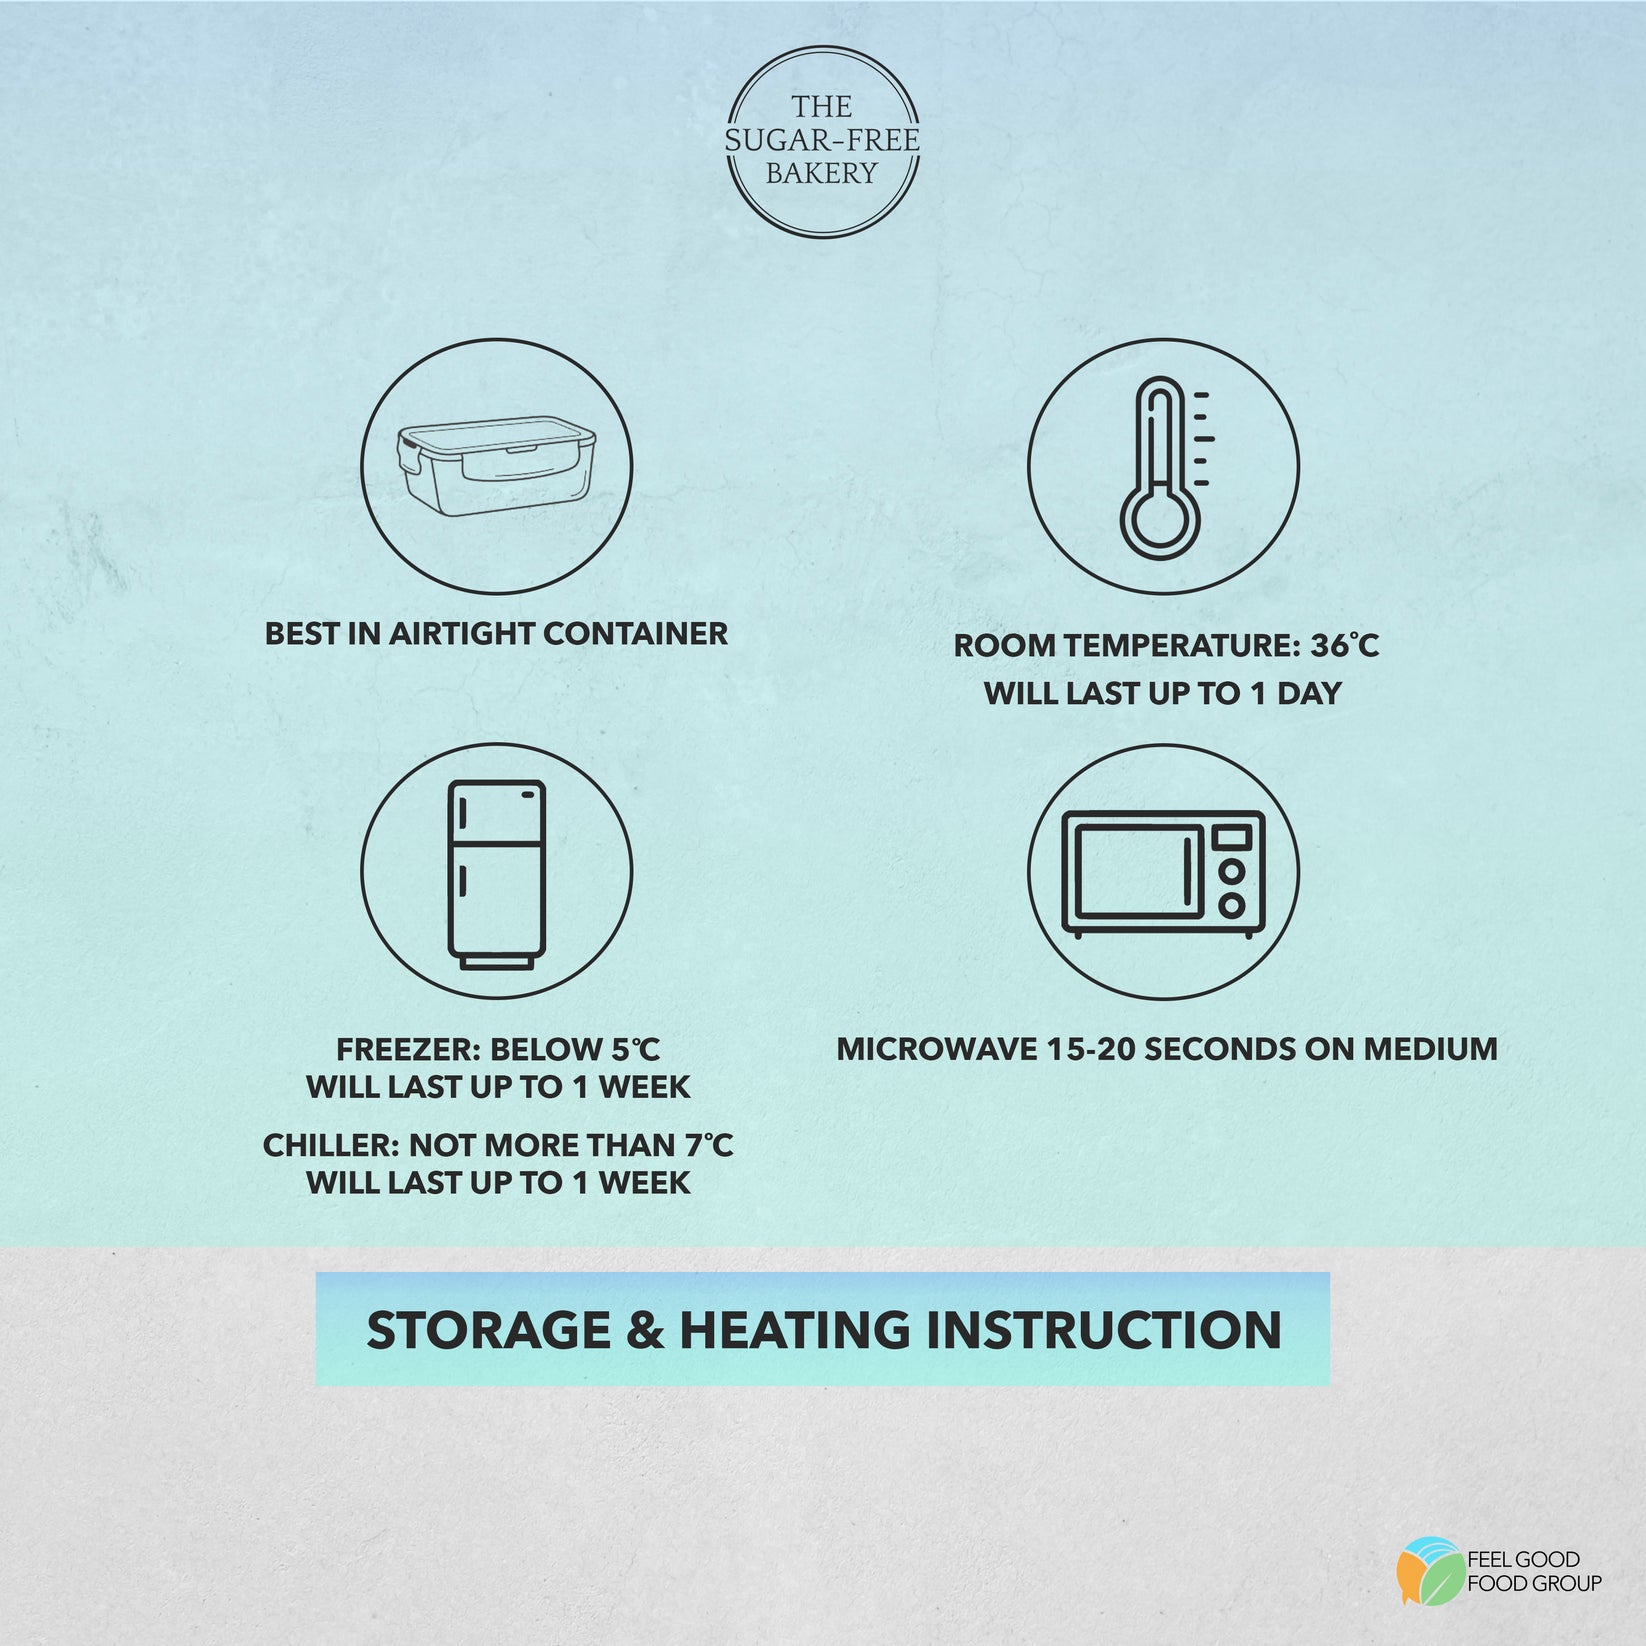 THE
SUGAR-FREE
BAKERY
BEST IN AIRTIGHT CONTAINER
ROOM TEMPERATURE: 36°C
WILL LAST UP TO 1 DAY
FREEZER: BELOW 5°C
WILL LAST UP TO 1 WEEK
CHILLER: NOT MORE THAN 7°C
WILL LAST UP TO 1 WEEK
MICROWAVE 15-20 SECONDS ON MEDIUM
STORAGE & HEATING INSTRUCTION
FEEL GOOD
FOOD GROUP